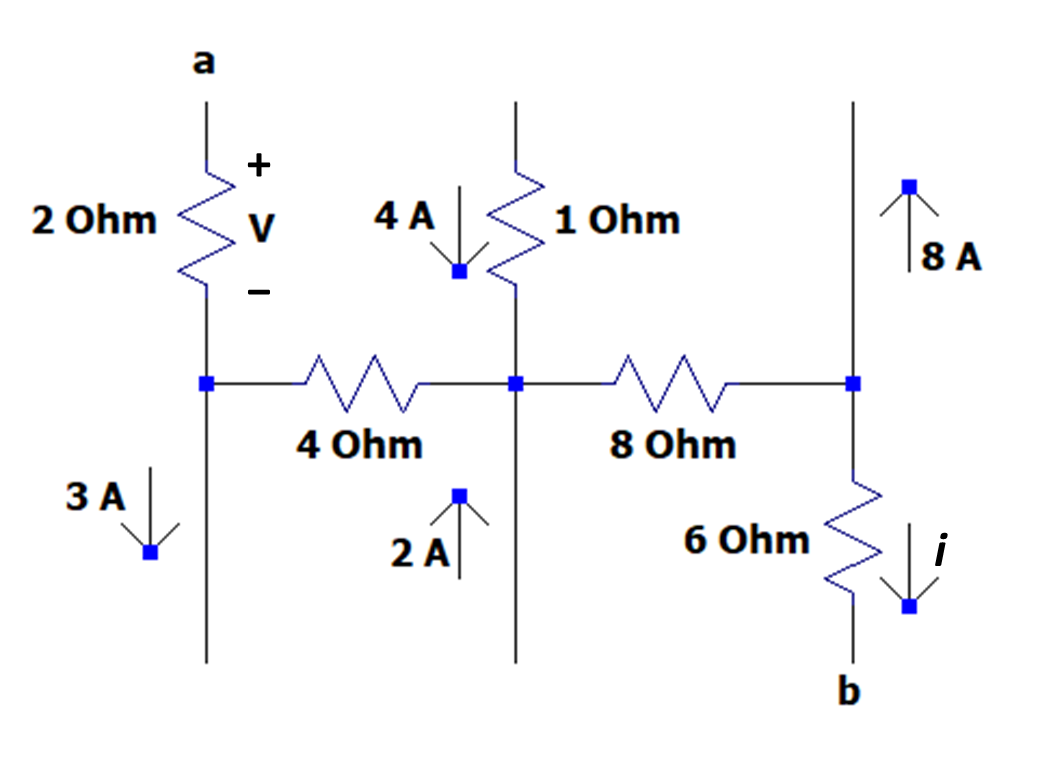 a
+
2 Ohm
V
4 A
1 Ohm
8 A
−
4 Ohm
8 Ohm
3 A
2 A
6 Ohm
i
b